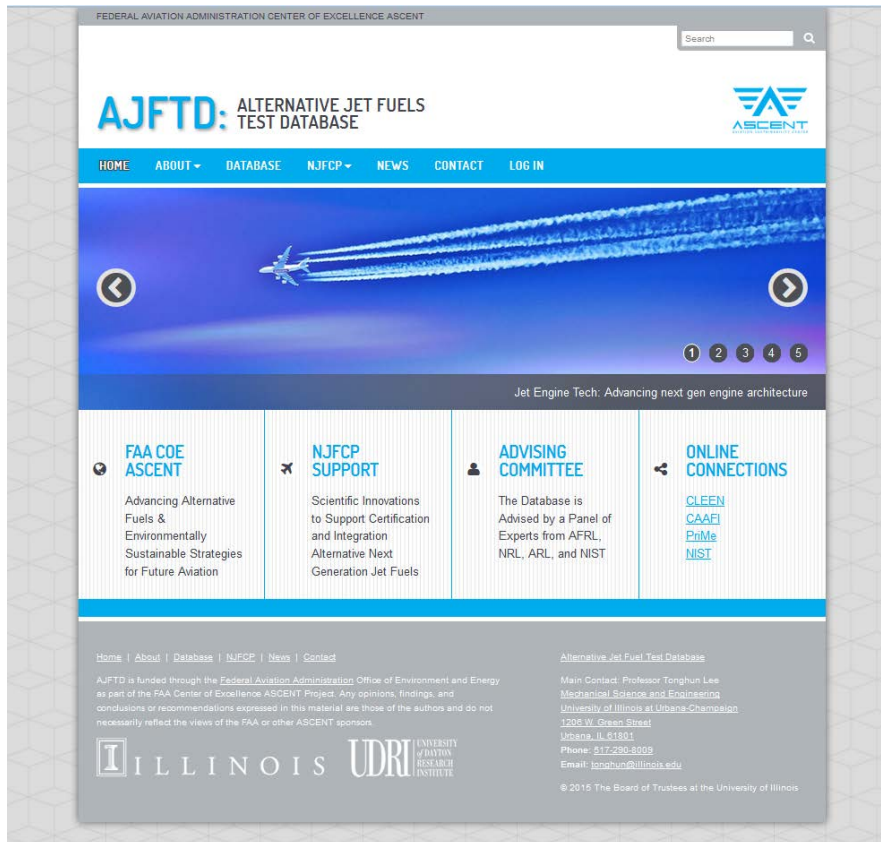 FEDERAL AVIATION ADMINISTRATION CENTER OF EXCELLENCE ASCENT
Search
AJFTD: ALTERNATIVE JET FUELS
TEST DATABASE
ASCENT
AVIATION SUSTAINABILITY CENTER
HOME ABOUT DATABASE NJFCP NEWS CONTACT LOG IN
1 2 3 4 5
Jet Engine Tech: Advancing next gen engine architecture
FAA COE
ASCENT
Advancing Alternative
Fuels &
Environmentally
Sustainable Strategies
for Future Aviation
NJFCP
SUPPORT
Scientific Innovations
to Support Certification
and Integration
Alternative Next
Generation Jet Fuels
ADVISING
COMMITTEE
The Database is
Advised by a Panel of
Experts from AFRL,
NRL, ARL, and NIST
ONLINE
CONNECTIONS
CLEEN
CAAFI
PriMe
NIST
Home | About | Database | NJFCP | News | Contact
AJFTD is funded through the Federal Aviation Administration Office of Environment and Energy
as part of the FAA Center of Excellence ASCENT Project. Any opinions, findings, and
conclusions or recommendations expressed in this material are those of the authors and do not
necessarily reflect the views of the FAA or other ASCENT sponsors.
I ILLINOIS
UDRI UNIVERSITY
of DAYTON
RESEARCH
INSTITUTE
Alternative Jet Fuel Test Database
Main Contact: Professor Tonghun Lee
Mechanical Science and Engineering
University of Illinois at Urbana-Champaign
1206 W. Green Street
Urbana, IL 61801
Phone: 517-290-8009
Email: tonghun@illinois.edu
© 2015 The Board of Trustees at the University of Illinois